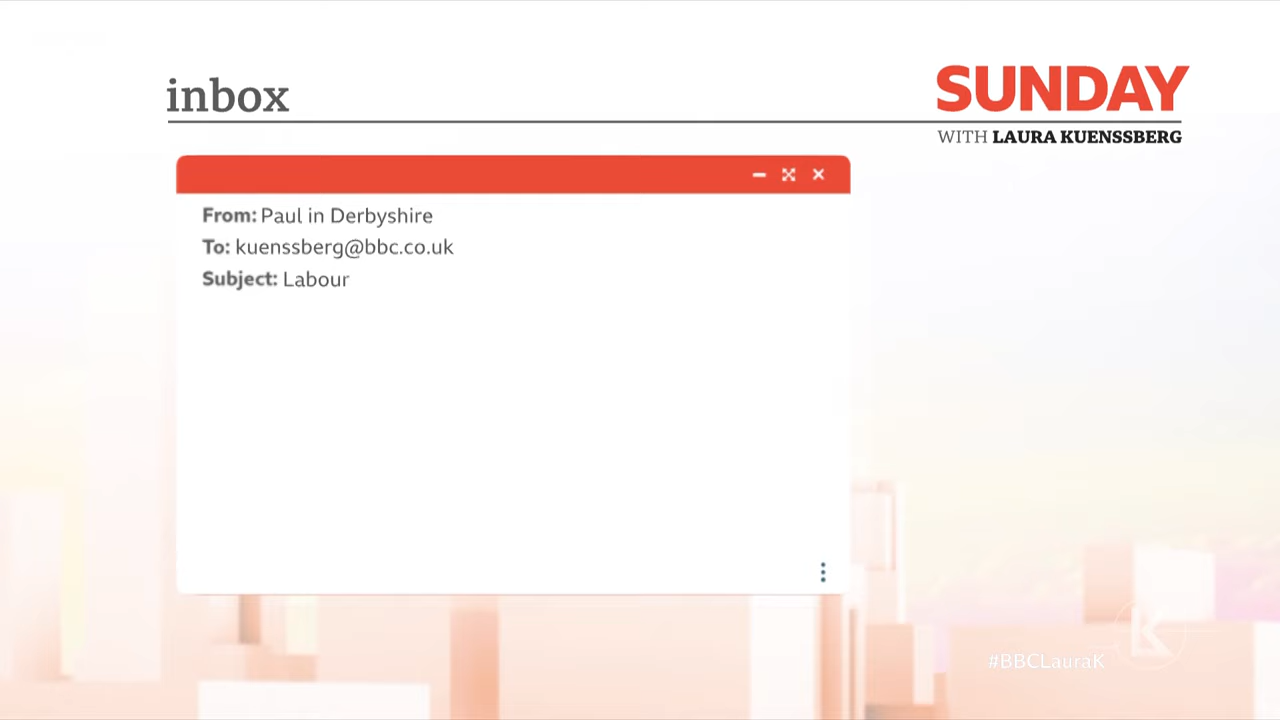 inbox
SUNDAY
WITH LAURA KUENSSBERG
From: Paul in Derbyshire
To: kuenssberg@bbc.co.uk
Subject: Labour
K
#BBCLauraK